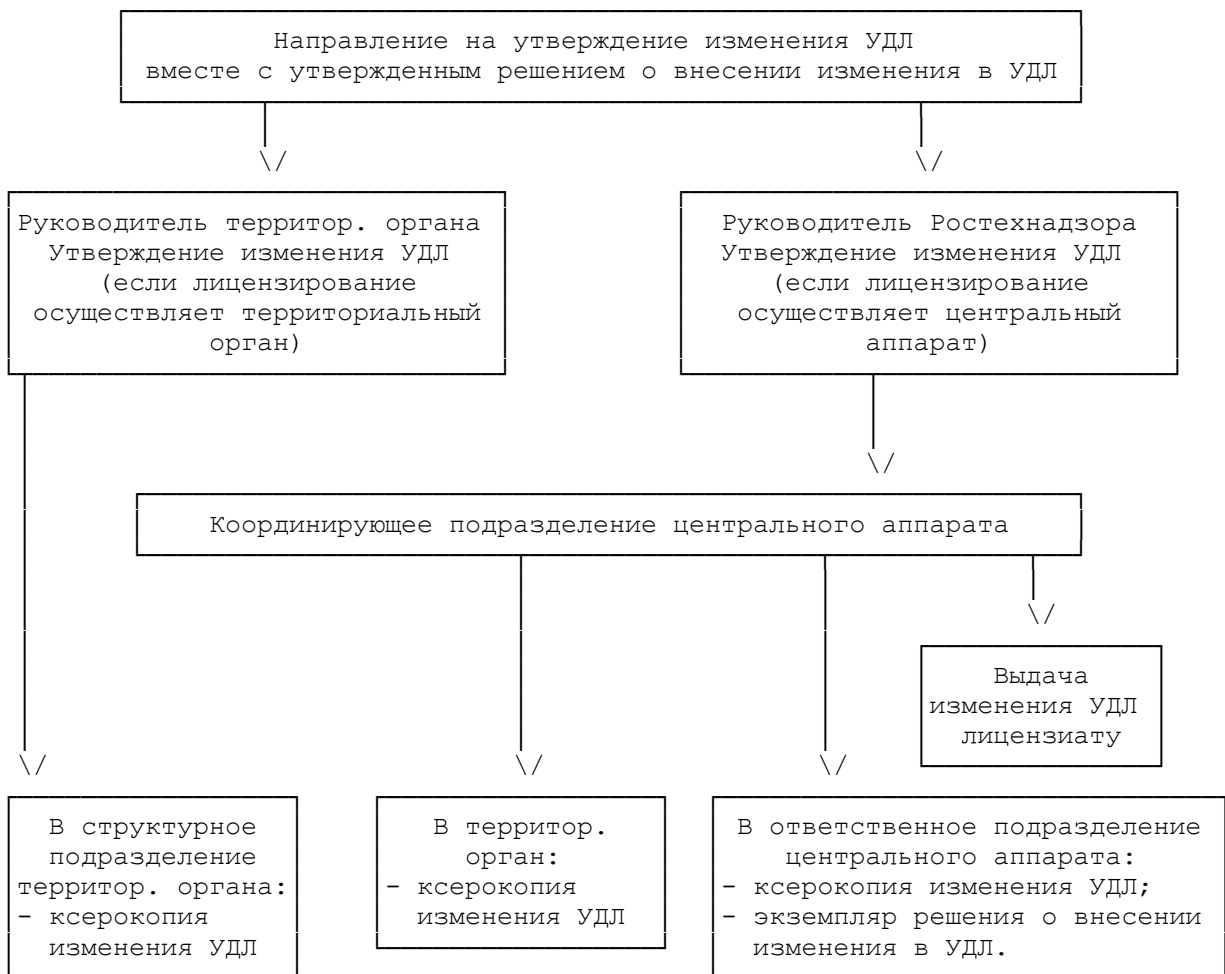 Направление на утверждение изменения УДЛ
вместе с утвержденным решением о внесении изменения в УДЛ
\/
\/
Руководитель территор. органа
Утверждение изменения УДЛ
(если лицензирование
осуществляет территориальный
орган)
Руководитель Ростехнадзора
Утверждение изменения УДЛ
(если лицензирование
осуществляет центральный
аппарат)
\/
Координирующее подразделение центрального аппарата
\/
Выдача
изменения УДЛ
лицензиату
\/
\/
\/
В структурное
подразделение
территор. органа:
- ксерокопия
изменения УДЛ
В территор.
орган:
- ксерокопия
изменения УДЛ
В ответственное подразделение
центрального аппарата:
- ксерокопия изменения УДЛ;
- экземпляр решения о внесении
изменения в УДЛ.